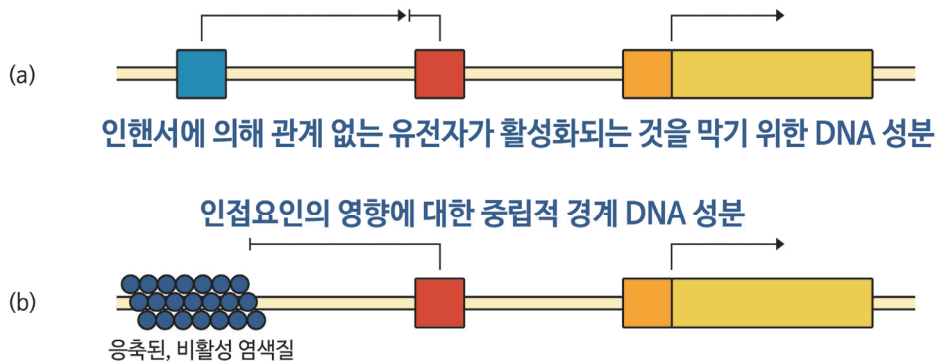 (a)
인핸서에 의해 관계 없는 유전자가 활성화되는 것을 막기 위한 DNA 성분
인접요인의 영향에 대한 중립적 경계 DNA 성분
(b)
응축된, 비활성 염색질